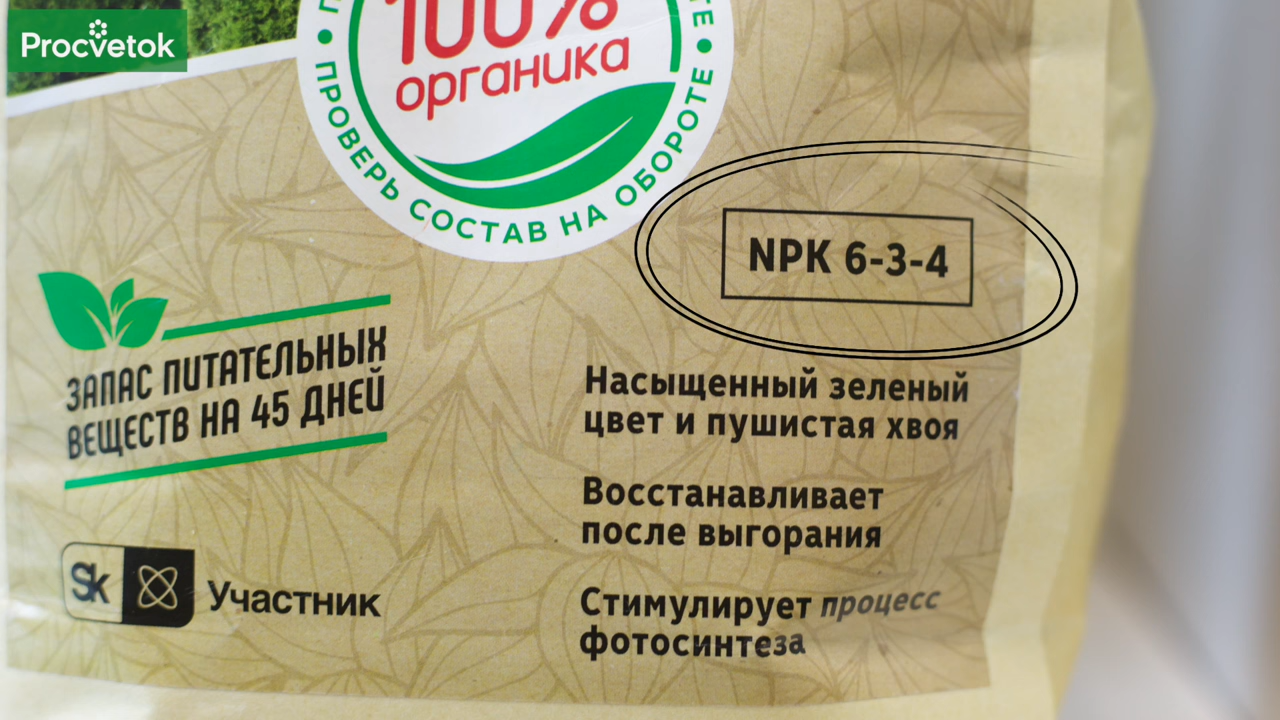 Procvetok
100%
органика
ПРОВЕРЬ СОСТАВ НА ОБОРОТЕ
NPK 6-3-4
ЗАПАС ПИТАТЕЛЬНЫХ
ВЕЩЕСТВ НА 45 ДНЕЙ
Насыщенный зеленый
цвет и пушистая хвоя
Восстанавливает
после выгорания
Стимулирует процесс
фотосинтеза
Sk
Участник